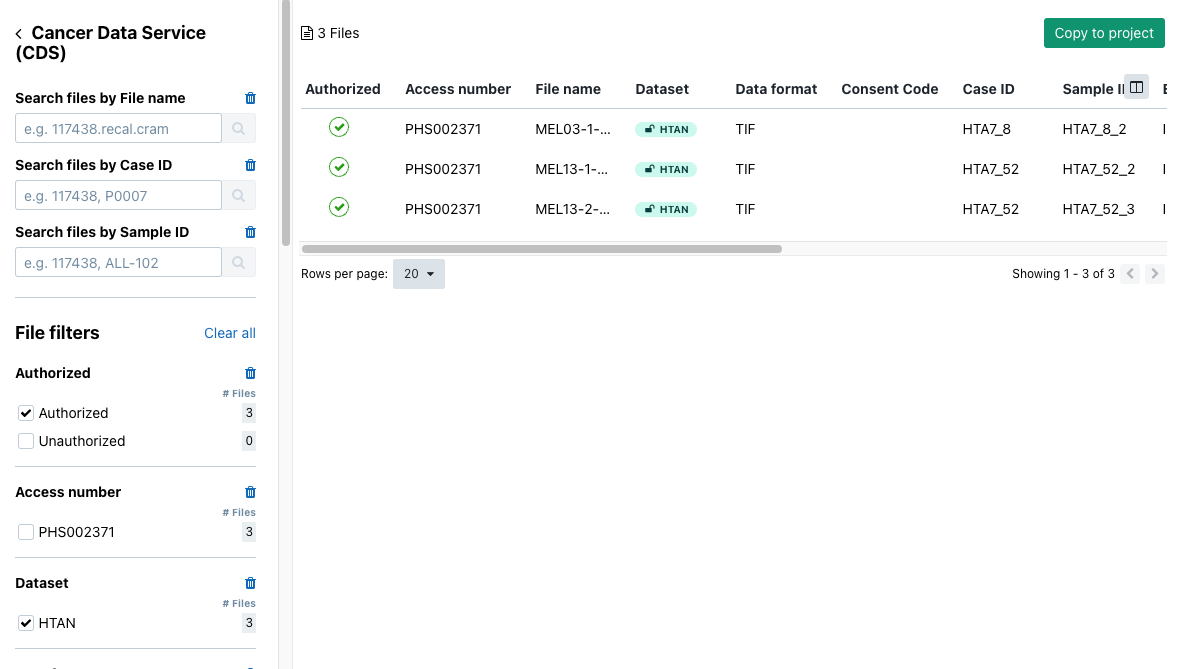 Cancer Data Service
(CDS)
Search files by File name
e.g. 117438.recal.cram
Search files by Case ID
e.g. 117438, P0007
Search files by Sample ID
e.g. 117438, ALL-102
File filters
Clear all
Authorized
# Files
Authorized 3
Unauthorized 0
Access number
# Files
PHS002371 3
Dataset
# Files
HTAN 3
3 Files
Copy to project
Authorized Access number File name Dataset Data format Consent Code Case ID Sample
PHS002371 MEL03-1-... HTAN TIF HTA7_8 HTA7_8_2
PHS002371 MEL13-1-... HTAN TIF HTA7_52 HTA7_52_2
PHS002371 MEL13-2-... HTAN TIF HTA7_52 HTA7_52_3
Rows per page: 20
Showing 1 - 3 of 3